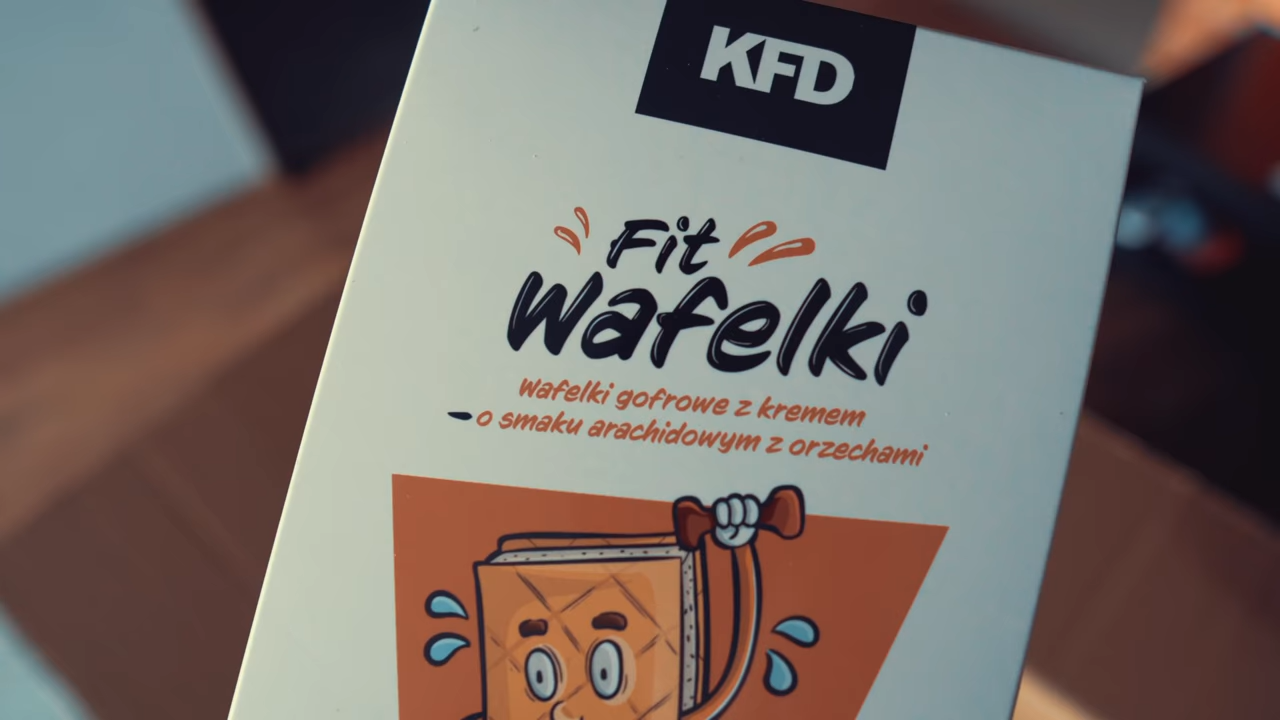 KFD
Fit
Wafelki
Wafelki gofrowe z kremem
o smaku arachidowym z orzechami